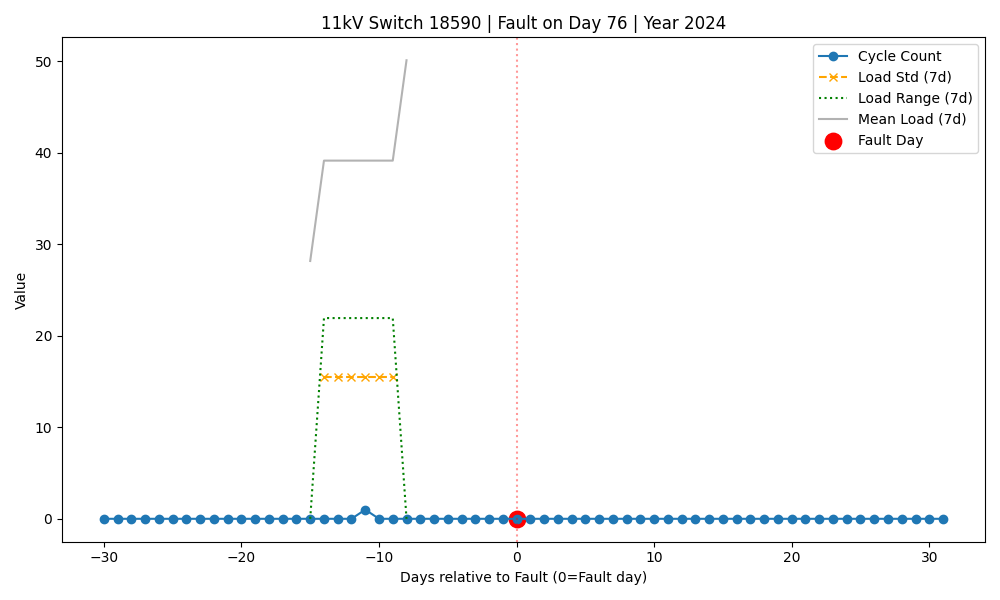 11kV Switch 18590 | Fault on Day 76 | Year 2024
Cycle Count
Load Std (7d)
Load Range (7d)
Mean Load (7d)
Fault Day
Value
50
40
30
20
10
0
−30
−20
−10
0
10
20
30
Days relative to Fault (0=Fault day)